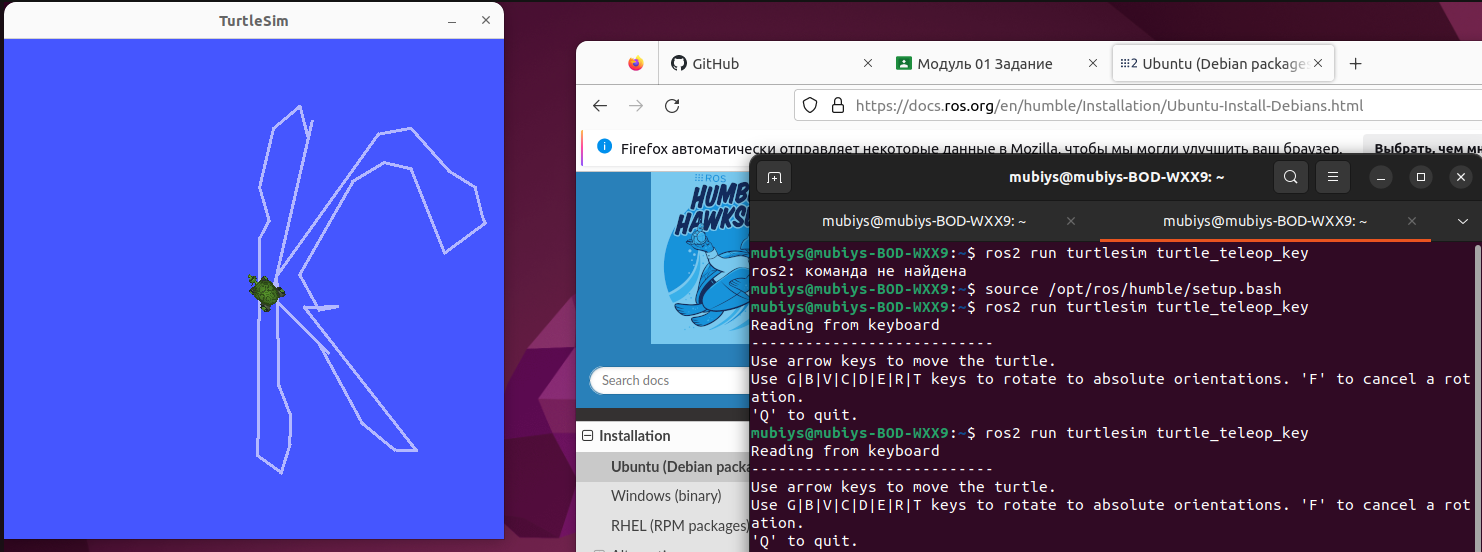 TurtleSim
GitHub
Модуль 01 Задание
Ubuntu (Debian packages
https://docs.ros.org/en/humble/Installation/Ubuntu-Install-Debians.html
Firefox автоматически отправляет некоторые данные в Mozilla, чтобы мы могли улучшить ваш браузер.
Выбрать, чем
ROS
HUMB
HAWKS
Search docs
Installation
Ubuntu (Debian packa
Windows (binary)
RHEL (RPM packages)
mubiys@mubiys-BOD-WXX9: ~
mubiys@mubiys-BOD-WXX9: ~
mubiys@mubiys-BOD-WXX9: ~
mubiys@mubiys-BOD-WXX9:~$ ros2 run turtlesim turtle_teleop_key
ros2: команда не найдена
mubiys@mubiys-BOD-WXX9:~$ source /opt/ros/humble/setup.bash
mubiys@mubiys-BOD-WXX9:~$ ros2 run turtlesim turtle_teleop_key
Reading from keyboard
---------------------------
Use arrow keys to move the turtle.
Use G|B|V|C|D|E|R|T keys to rotate to absolute orientations. 'F' to cancel a rot
ation.
'Q' to quit.
mubiys@mubiys-BOD-WXX9:~$ ros2 run turtlesim turtle_teleop_key
Reading from keyboard
---------------------------
Use arrow keys to move the turtle.
Use G|B|V|C|D|E|R|T keys to rotate to absolute orientations. 'F' to cancel a rot
ation.
'Q' to quit.